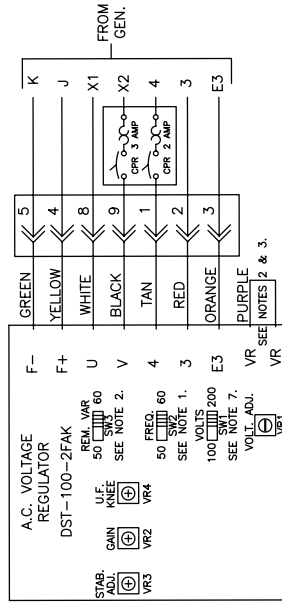 A.C. VOLTAGE
REGULATOR
DST-100-2FAK
STAB.
ADJ.
VR3
GAIN
VR2
U.F.
KNEE
VR4
REM. VAR
50 60
SW3
SEE NOTE 2.
FREQ.
50 60
SW2
SEE NOTE 1.
VOLTS
100 200
SW1
SEE NOTE 7.
VOLT. ADJ.
VR1
F- GREEN 5 K
F+ YELLOW 4 J
U WHITE 8 X1
V BLACK 9 X2
4 TAN 1 4
3 RED 2 3
E3 ORANGE 3 E3
VR PURPLE
VR SEE NOTES 2 & 3.
CPR 3 AMP
CPR 2 AMP
FROM
GEN.